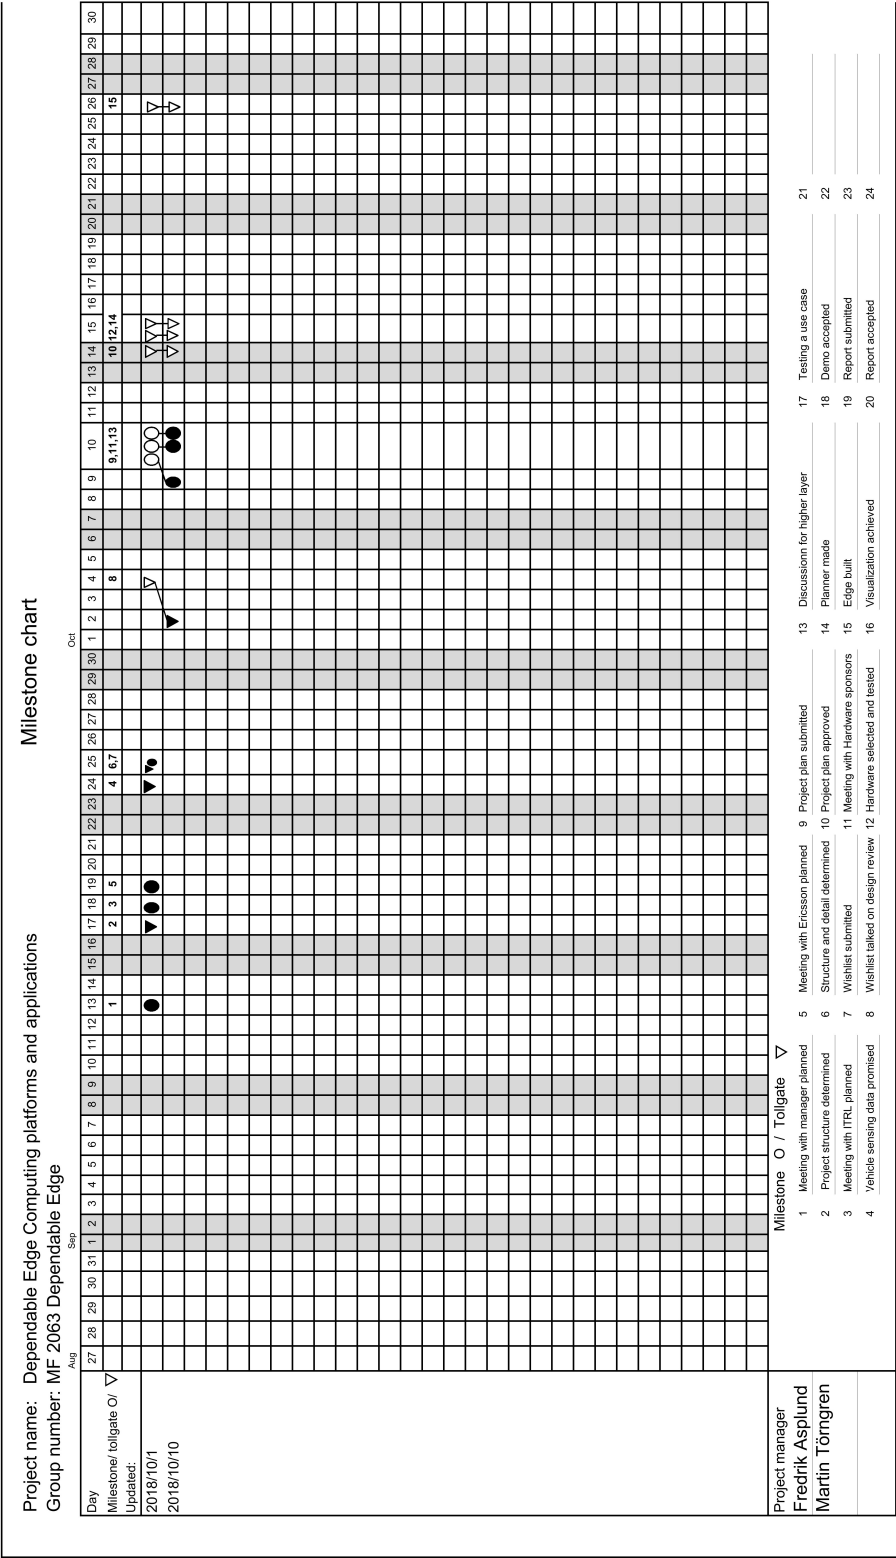 Project name: Dependable Edge Computing platforms and applications
Milestone chart
Group number: MF 2063 Dependable Edge
Aug Sep Oct
Day 27 28 29 30 31 1 2 3 4 5 6 7 8 9 10 11 12 13 14 15 16 17 18 19 20 21 22 23 24 25 26 27 28 29 30 1 2 3 4 5 6 7 8 9 10 11 12 13 14 15 16 17 18 19 20 21 22 23 24 25 26 27 28 29 30
Milestone/ tollgate O/ ▽ 1 2 3 5 4 6,7 8 9,11,13 10 12,14 15
Updated:
2018/10/1
2018/10/10
Project manager
Fredrik Asplund
Martin Törngren
Milestone O / Tollgate ▽
1 Meeting with manager planned
2 Project structure determined
3 Meeting with ITRL planned
4 Vehicle sensing data promised
5 Meeting with Ericsson planned
6 Structure and detail determined
7 Wishlist submitted
8 Wishlist talked on design review
9 Project plan submitted
10 Project plan approved
11 Meeting with Hardware sponsors
12 Hardware selected and tested
13 Discussionn for higher layer
14 Planner made
15 Edge built
16 Visualization achieved
17 Testing a use case
18 Demo accepted
19 Report submitted
20 Report accepted
21
22
23
24